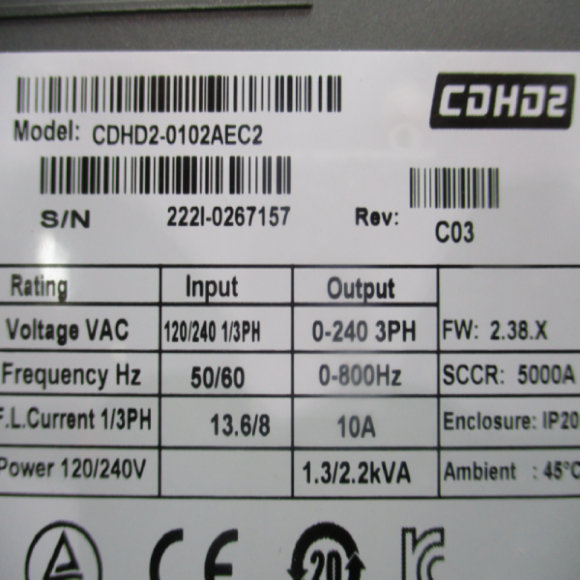 CDHD2
Model: CDHD2-0102AEC2
S/N 222I-0267157 Rev: C03
Rating Input Output
Voltage VAC 120/240 1/3PH 0-240 3PH FW: 2.38.X
Frequency Hz 50/60 0-800Hz SCCR: 5000A
F.L.Current 1/3PH 13.6/8 10A Enclosure: IP20
Power 120/240V 1.3/2.2kVA Ambient : 45°C
CE 20